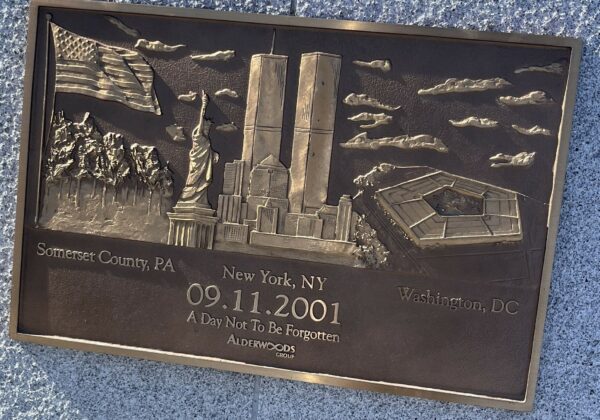 Somerset County, PA
New York, NY
Washington, DC
09.11.2001
A Day Not To Be Forgotten
ALDERWOODS
GROUP